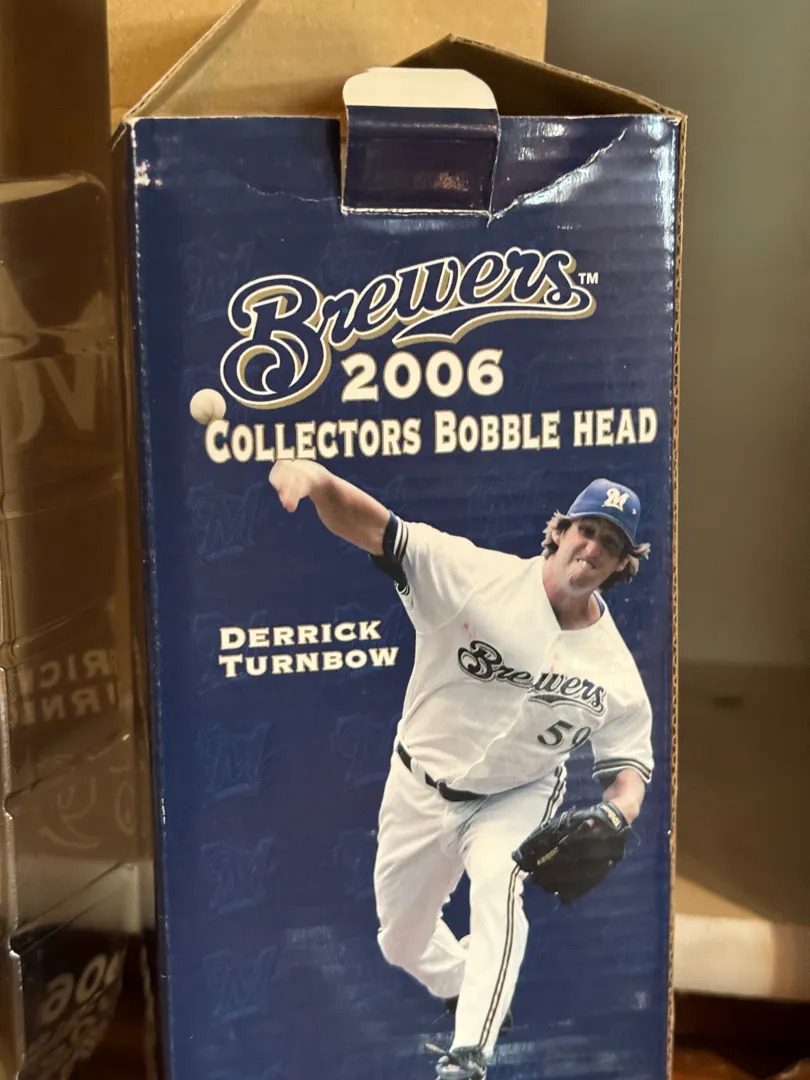 Brewers™
2006
COLLECTORS BOBBLE HEAD
DERRICK
TURNBOW
M
Brewers
59